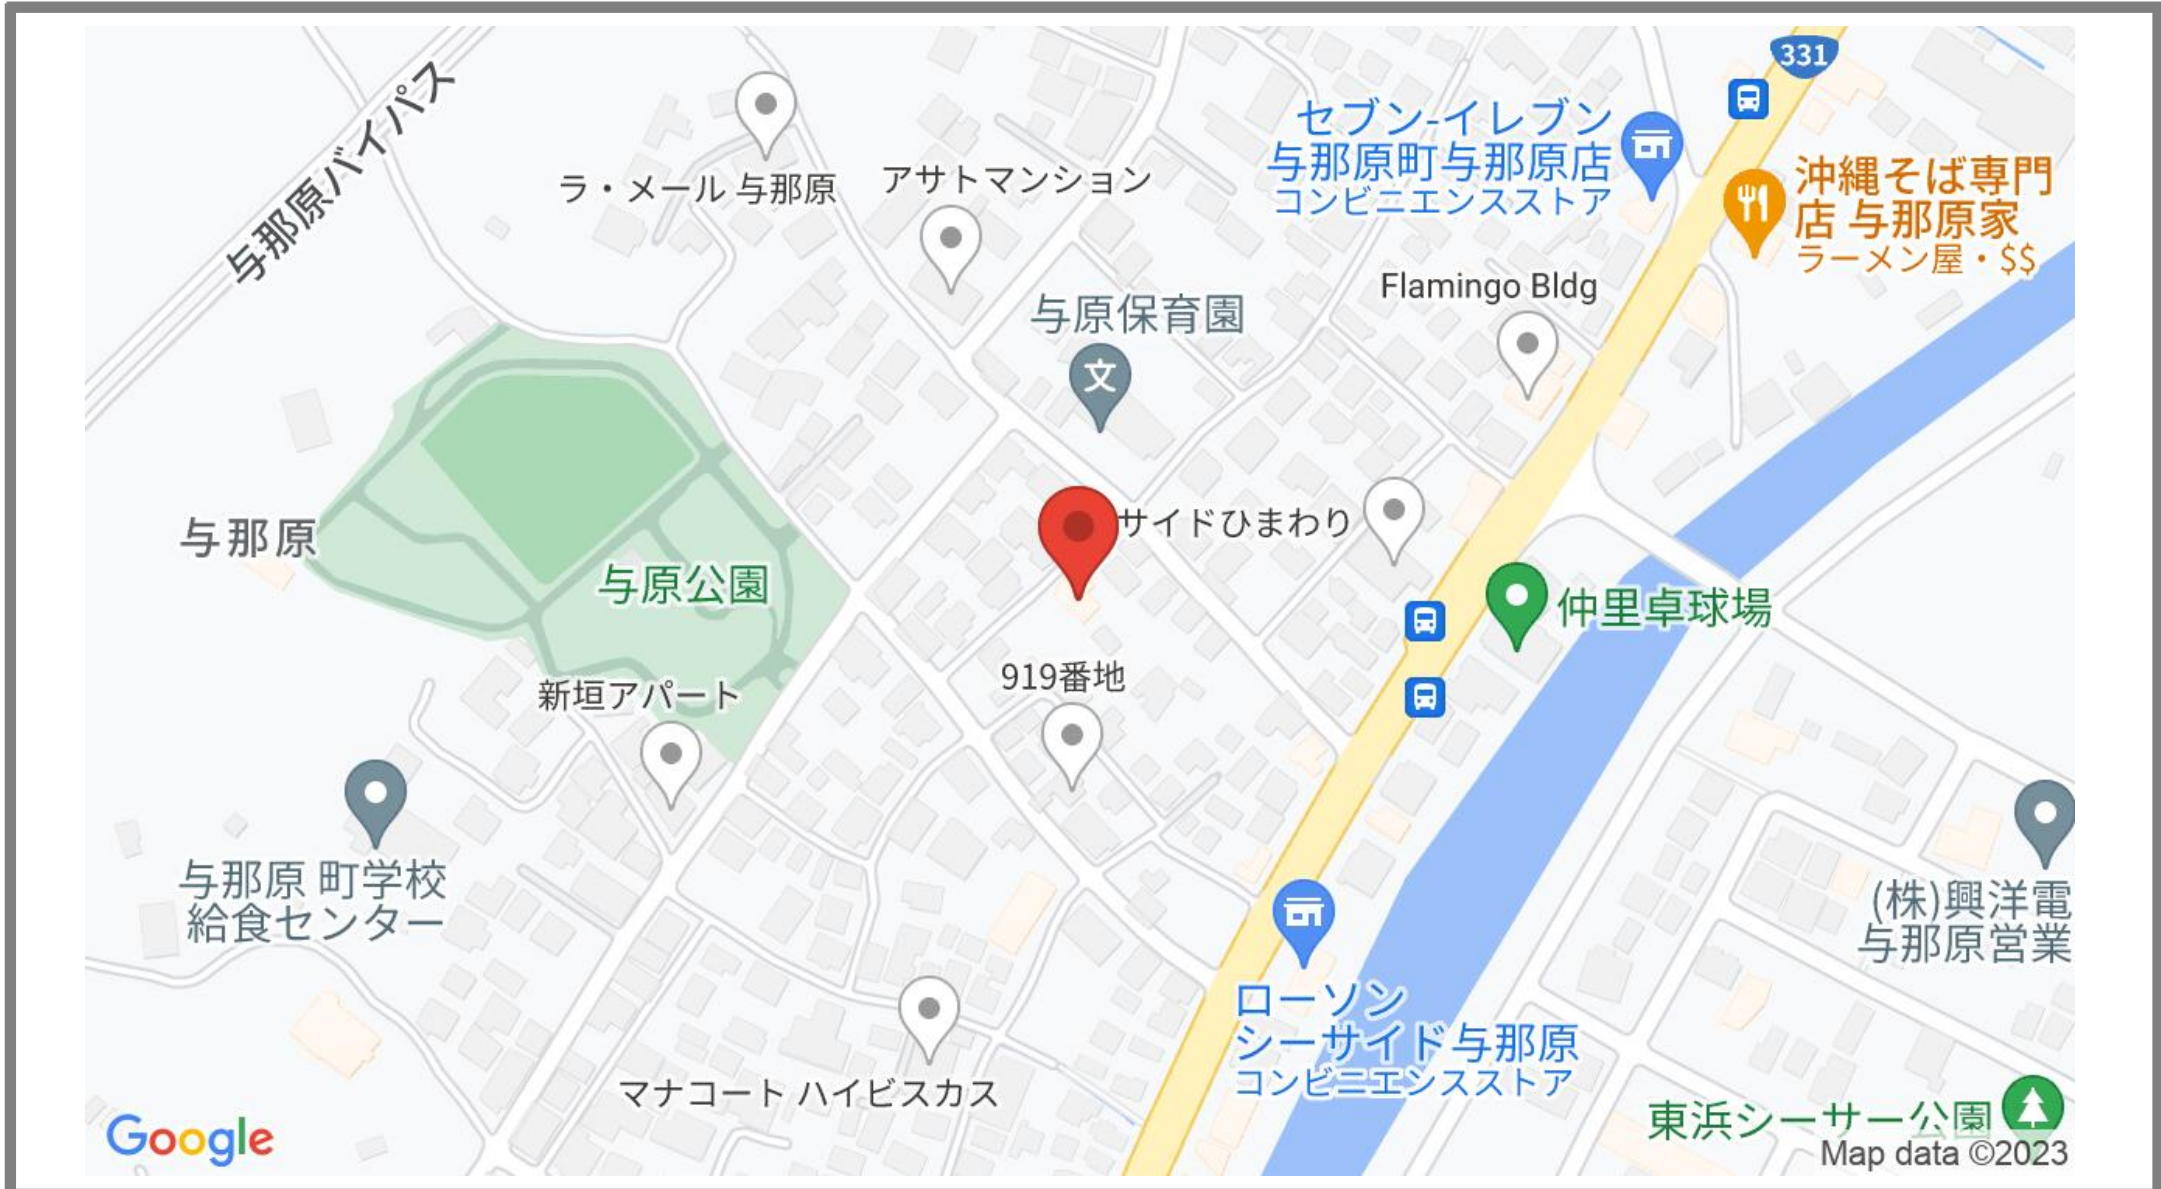 331
与那原バイパス
セブン-イレブン
与那原町与那原店
コンビニエンスストア
沖縄そば専門
店 与那原家
ラーメン屋・$$
ラ・メール 与那原
アサトマンション
Flamingo Bldg
与原保育園
文
サイドひまわり
与那原
与原公園
仲里卓球場
919番地
新垣アパート
与那原 町学校
給食センター
(株)興洋電
与那原営業
ローソン
シーサイド与那原
コンビニエンスストア
マナコート ハイビスカス
東浜シーサー公園
Google
Map data ©2023